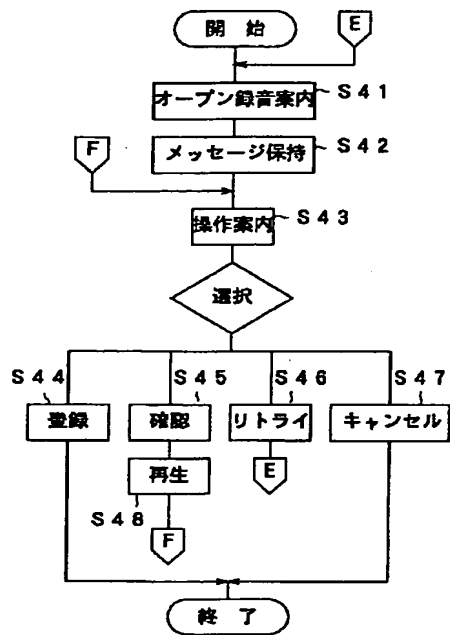 開 始
E
オープン録音案内
S41
F
メッセージ保持
S42
操作案内
S43
選択
S44
S45
S46
S47
登録
確認
リトライ
キャンセル
再生
E
S48
F
終 了